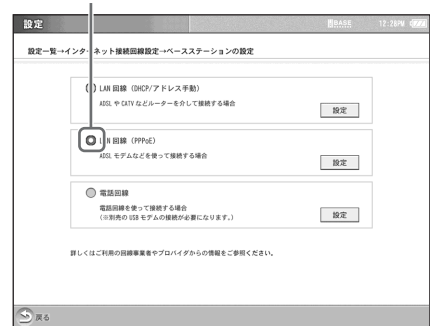 設定
BASE 12:28PM
設定一覧→インターネット接続回線設定→ベースステーションの設定
LAN 回線 (DHCP/アドレス手動)
ADSL や CATV などルーターを介して接続する場合
設定
LAN 回線 (PPPoE)
ADSL モデムなどを使って接続する場合
設定
電話回線
電話回線を使って接続する場合
(※別売の USB モデムの接続が必要になります。)
設定
詳しくはご利用の回線事業者やプロバイダからの情報をご参照ください。
戻る